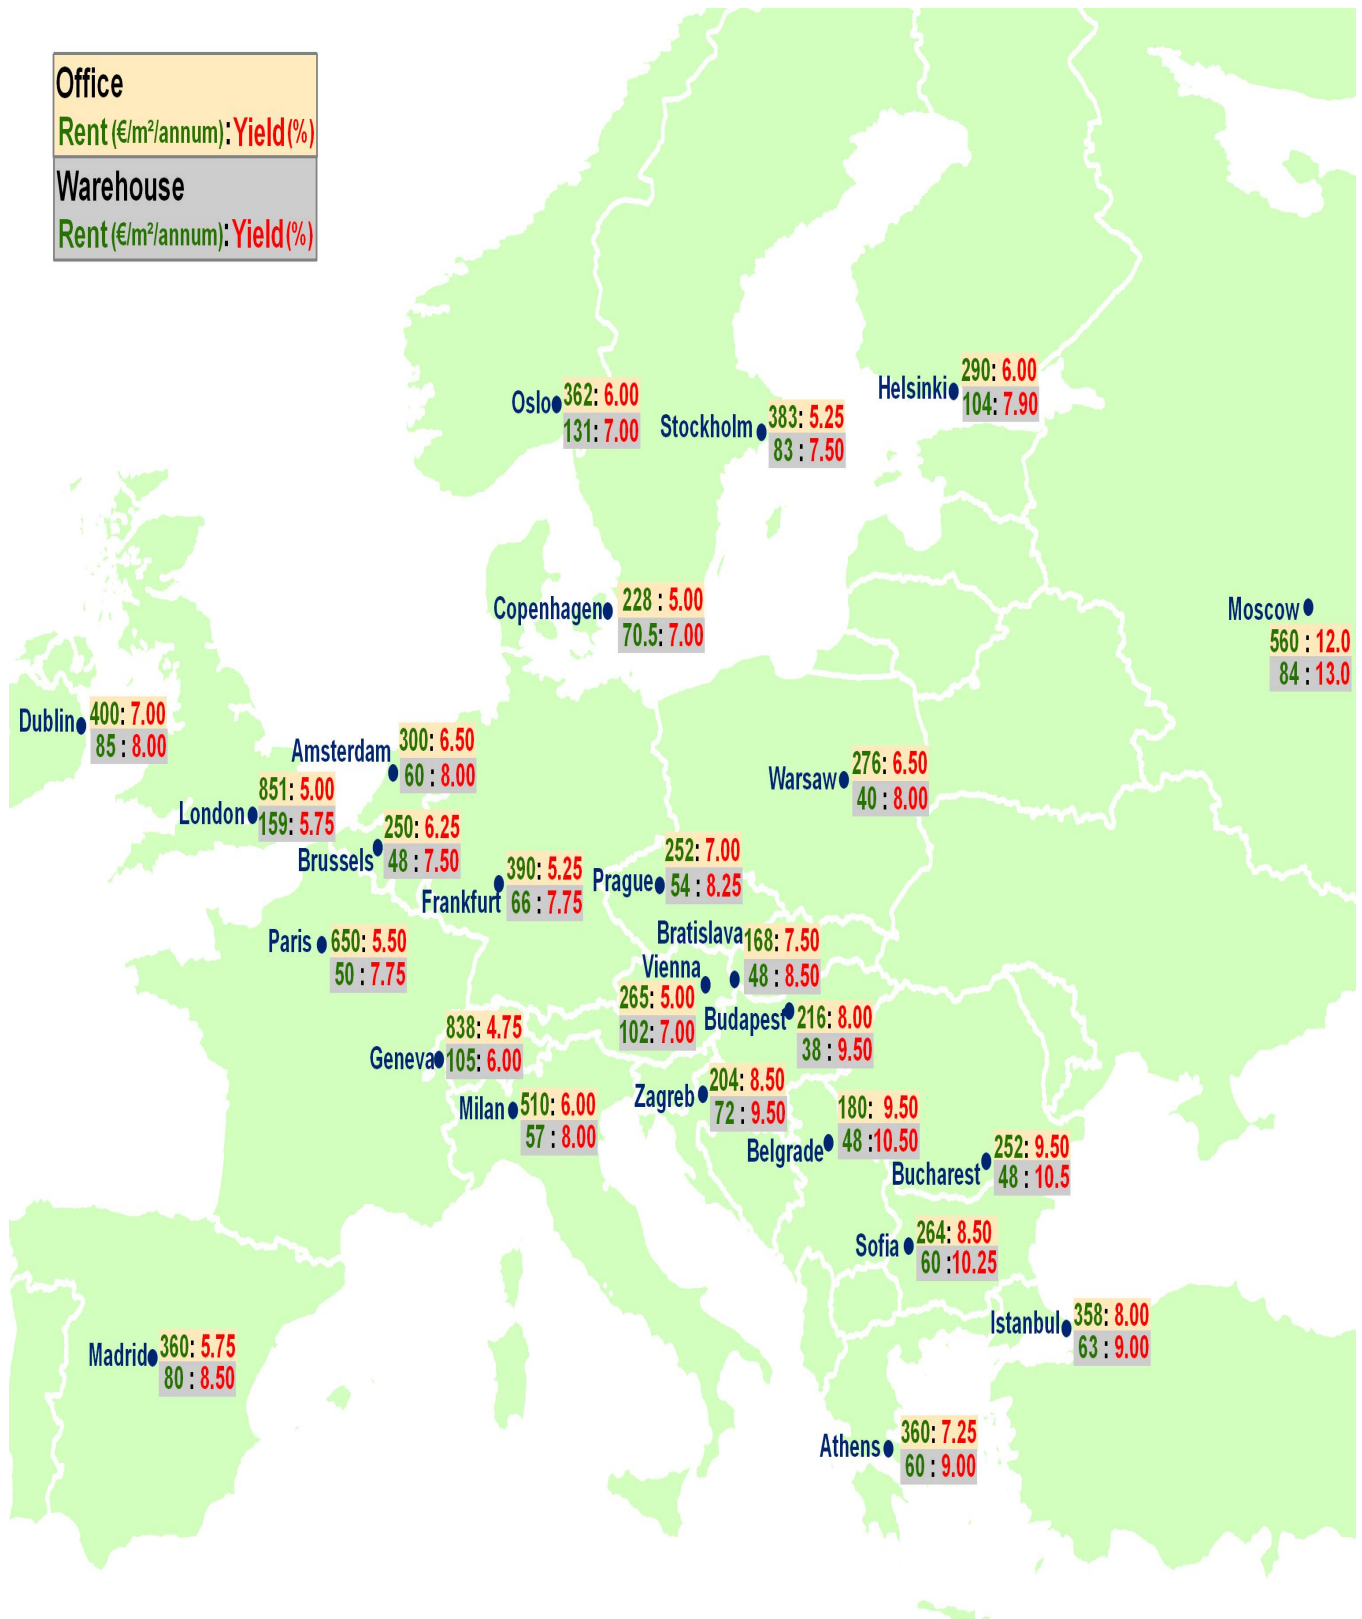 Office
Rent (€/m²/annum): Yield (%)
Warehouse
Rent (€/m²/annum): Yield (%)
Oslo
362: 6.00
131: 7.00
Stockholm
383: 5.25
83 : 7.50
Helsinki
290: 6.00
104: 7.90
Copenhagen
228 : 5.00
70.5: 7.00
Moscow
560 : 12.0
84 : 13.0
Dublin
400: 7.00
85 : 8.00
Amsterdam
300: 6.50
60 : 8.00
Warsaw
276: 6.50
40 : 8.00
London
851: 5.00
159: 5.75
Brussels
250: 6.25
48 : 7.50
Frankfurt
390: 5.25
66 : 7.75
Prague
252: 7.00
54 : 8.25
Paris
650: 5.50
50 : 7.75
Bratislava
168: 7.50
48 : 8.50
Vienna
265: 5.00
102: 7.00
Budapest
216: 8.00
38 : 9.50
Geneva
838: 4.75
105: 6.00
Milan
510: 6.00
57 : 8.00
Zagreb
204: 8.50
72 : 9.50
Belgrade
180: 9.50
48 :10.50
Bucharest
252: 9.50
48 : 10.5
Sofia
264: 8.50
60 :10.25
Istanbul
358: 8.00
63 : 9.00
Madrid
360: 5.75
80 : 8.50
Athens
360: 7.25
60 : 9.00